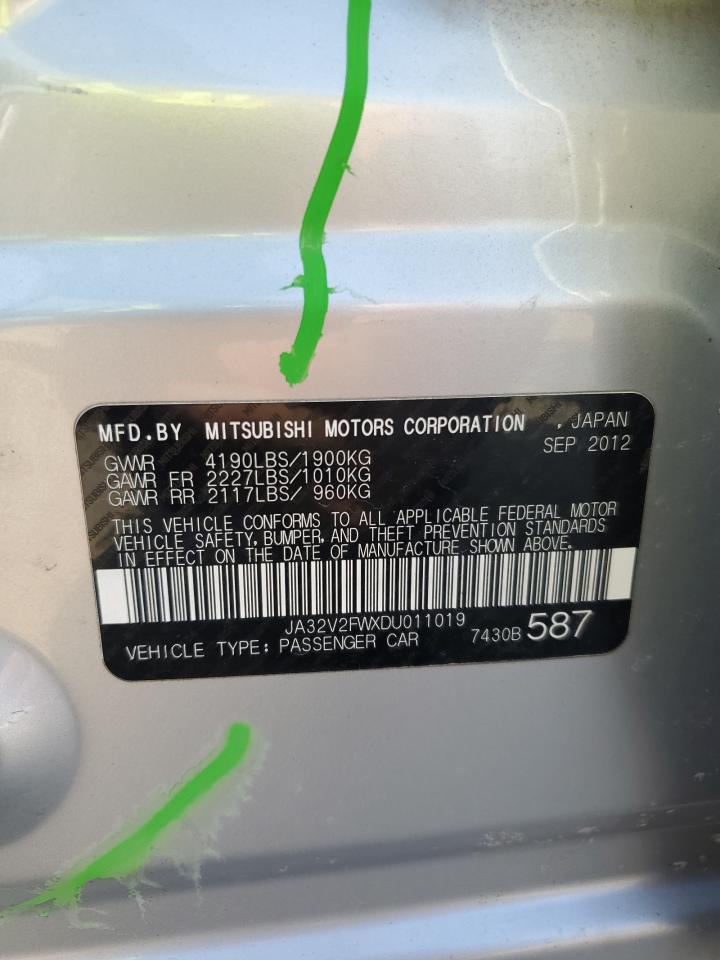 MFD.BY MITSUBISHI MOTORS CORPORATION , JAPAN
SEP 2012
GVWR 4190LBS/1900KG
GAWR FR 2227LBS/1010KG
GAWR RR 2117LBS/ 960KG
THIS VEHICLE CONFORMS TO ALL APPLICABLE FEDERAL MOTOR
VEHICLE SAFETY, BUMPER, AND THEFT PREVENTION STANDARDS
IN EFFECT ON THE DATE OF MANUFACTURE SHOWN ABOVE.
JA32V2FWXDU011019
VEHICLE TYPE: PASSENGER CAR 7430B 587